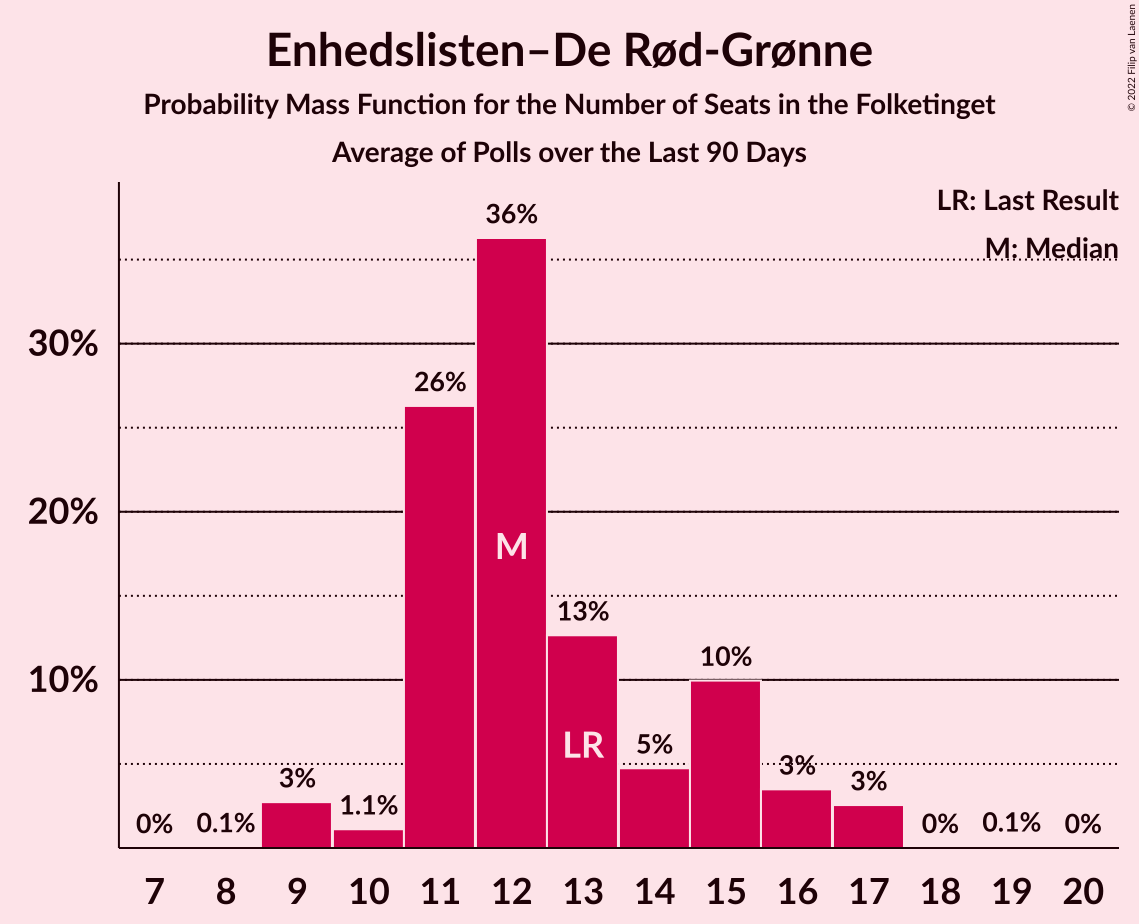 Enhedslisten–De Rød-Grønne
Probability Mass Function for the Number of Seats in the Folketinget
Average of Polls over the Last 90 Days
© 2022 Filip van Laenen
LR: Last Result
M: Median
30%
20%
10%
0%
0.1%
3%
1.1%
26%
36%
13%
5%
10%
3%
3%
0%
0.1%
0%
M
LR
7 8 9 10 11 12 13 14 15 16 17 18 19 20